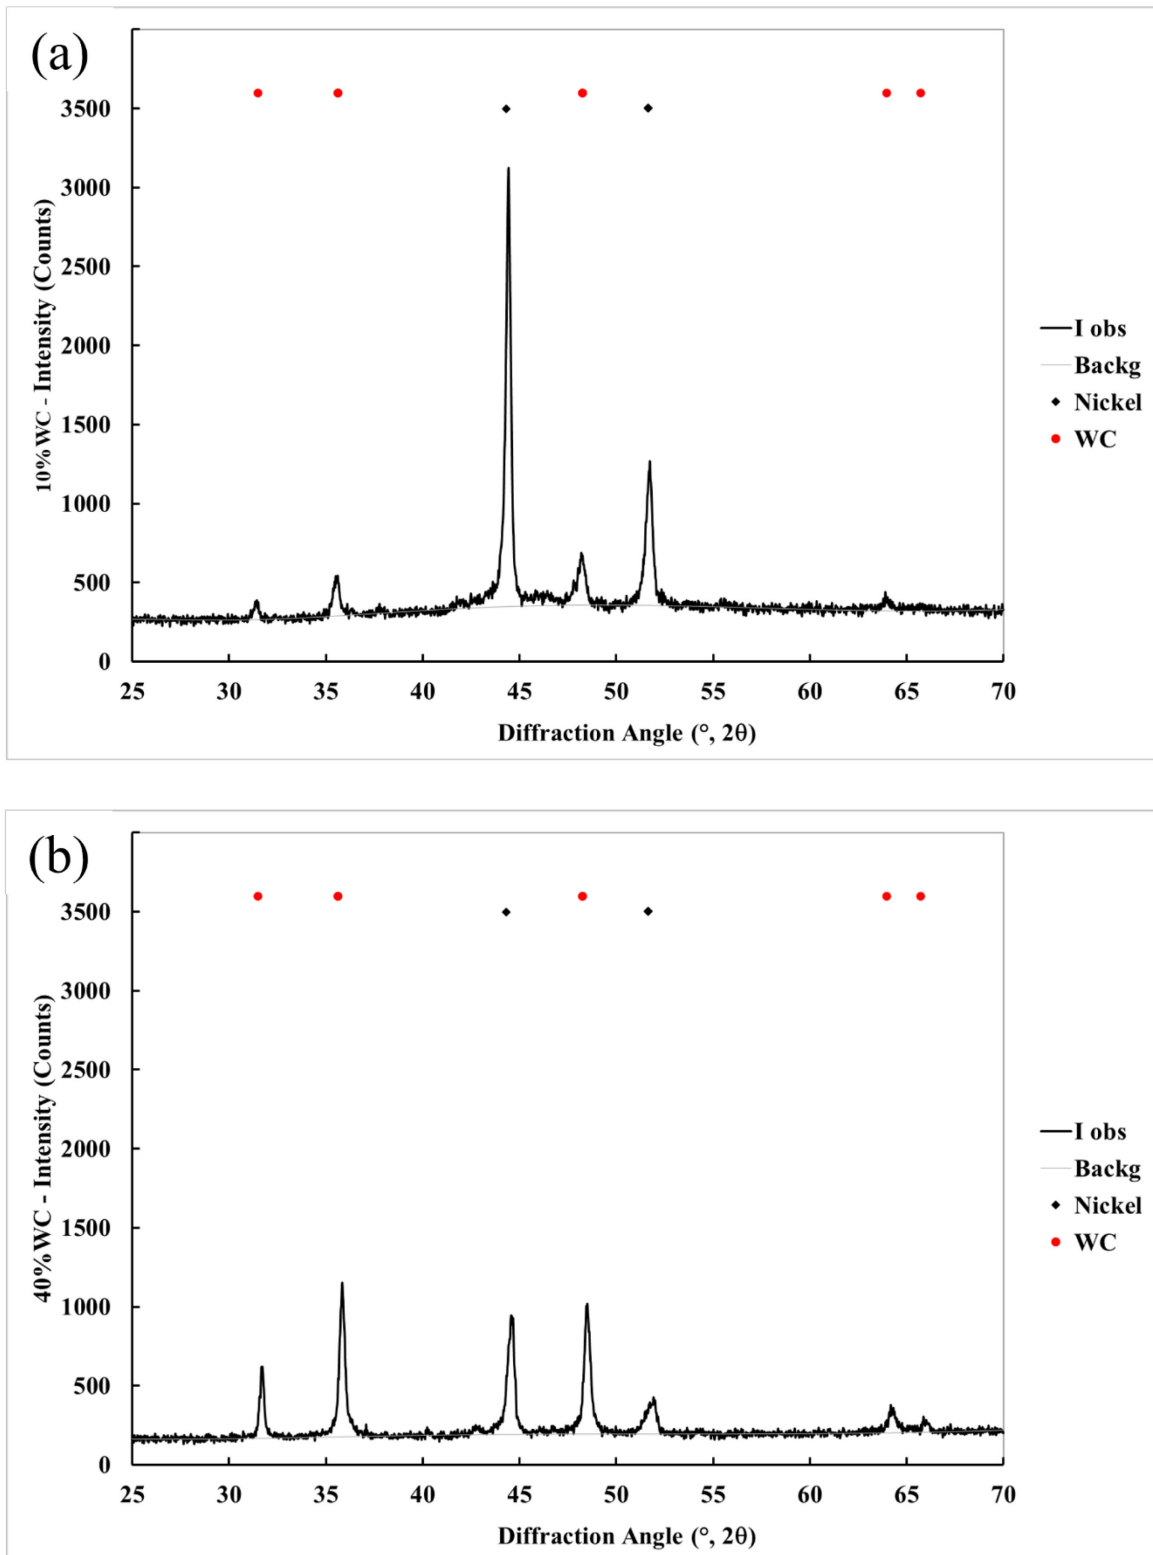 (a)
10%WC - Intensity (Counts)
3500
3000
2500
2000
1500
1000
500
0
25 30 35 40 45 50 55 60 65 70
Diffraction Angle (°, 2θ)
I obs
Backg
Nickel
WC
(b)
40%WC - Intensity (Counts)
3500
3000
2500
2000
1500
1000
500
0
25 30 35 40 45 50 55 60 65 70
Diffraction Angle (°, 2θ)
I obs
Backg
Nickel
WC